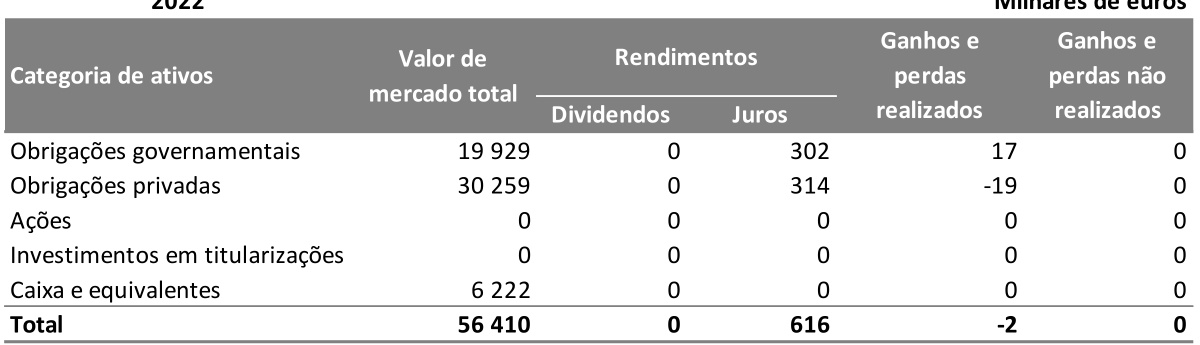 2022 Milhares de euros
Categoria de ativos Valor de mercado total Rendimentos Ganhos e perdas realizados Ganhos e perdas não realizados
Dividendos Juros
Obrigações governamentais 19 929 0 302 17 0
Obrigações privadas 30 259 0 314 -19 0
Ações 0 0 0 0 0
Investimentos em titularizações 0 0 0 0 0
Caixa e equivalentes 6 222 0 0 0 0
Total 56 410 0 616 -2 0